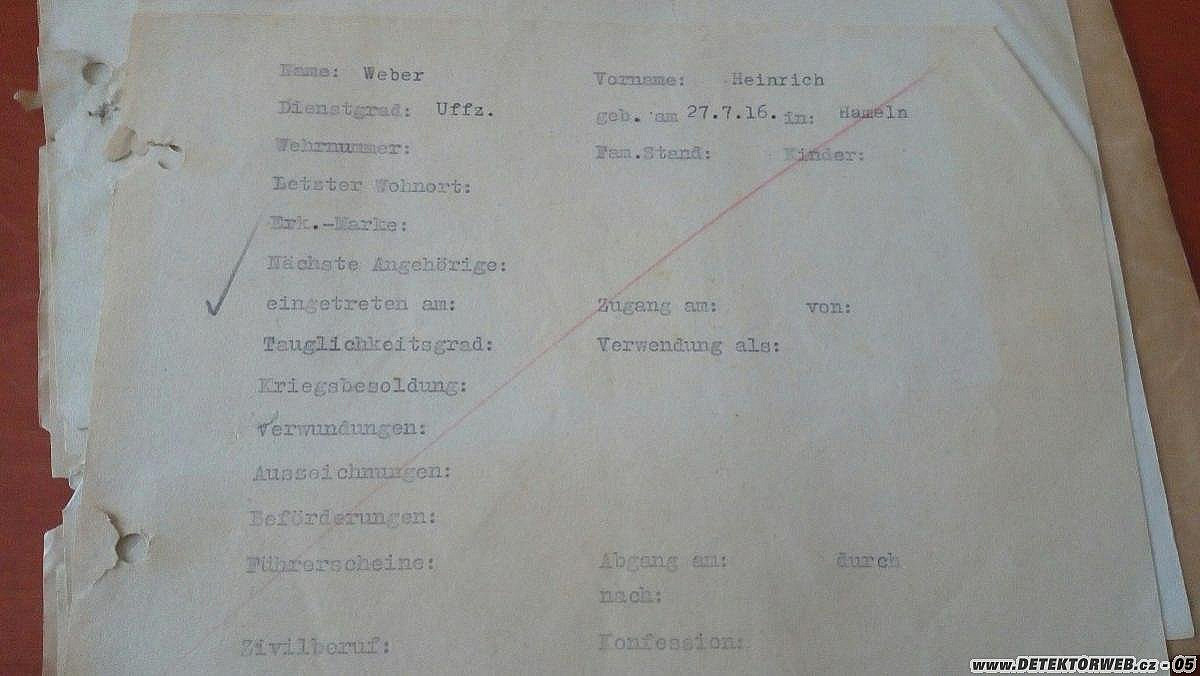 Name: Weber Vorname: Heinrich
Dienstgrad: Uffz. geb. am 27.7.16. in: Hameln
Wehrnummer: Fam.Stand: Kinder:
Letster Wohnort:
Erk.-Marke:
Nächste Angehörige:
eingetreten am: Zugang am: von:
Tauglichkeitsgrad: Verwendung als:
Kriegsbesoldung:
Verwundungen:
Ausseichnungen:
Beförderungen:
Führerscheine: Abgang am: durch
nach:
Zivilberuf: Konfession:
www.DETEKTORWEB.cz - 05